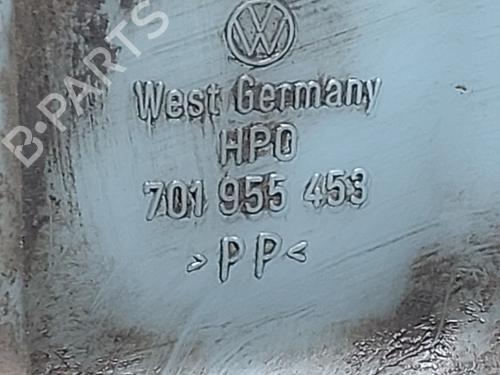 B-PARTS
West Germany
HPO
701 955 453
>PP<